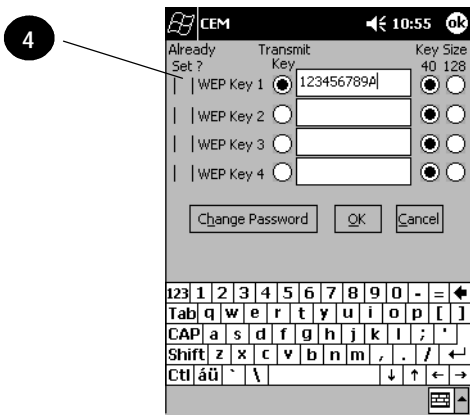 4
CEM 10:55 ok
Already Transmit Key Size
Set ? Key 40 128
WEP Key 1 123456789A
WEP Key 2
WEP Key 3
WEP Key 4
Change Password OK Cancel
123 1 2 3 4 5 6 7 8 9 0 - =
Tab q w e r t y u i o p [ ]
CAP a s d f g h j k l ; '
Shift z x c v b n m , . /
Ctl áü ` \